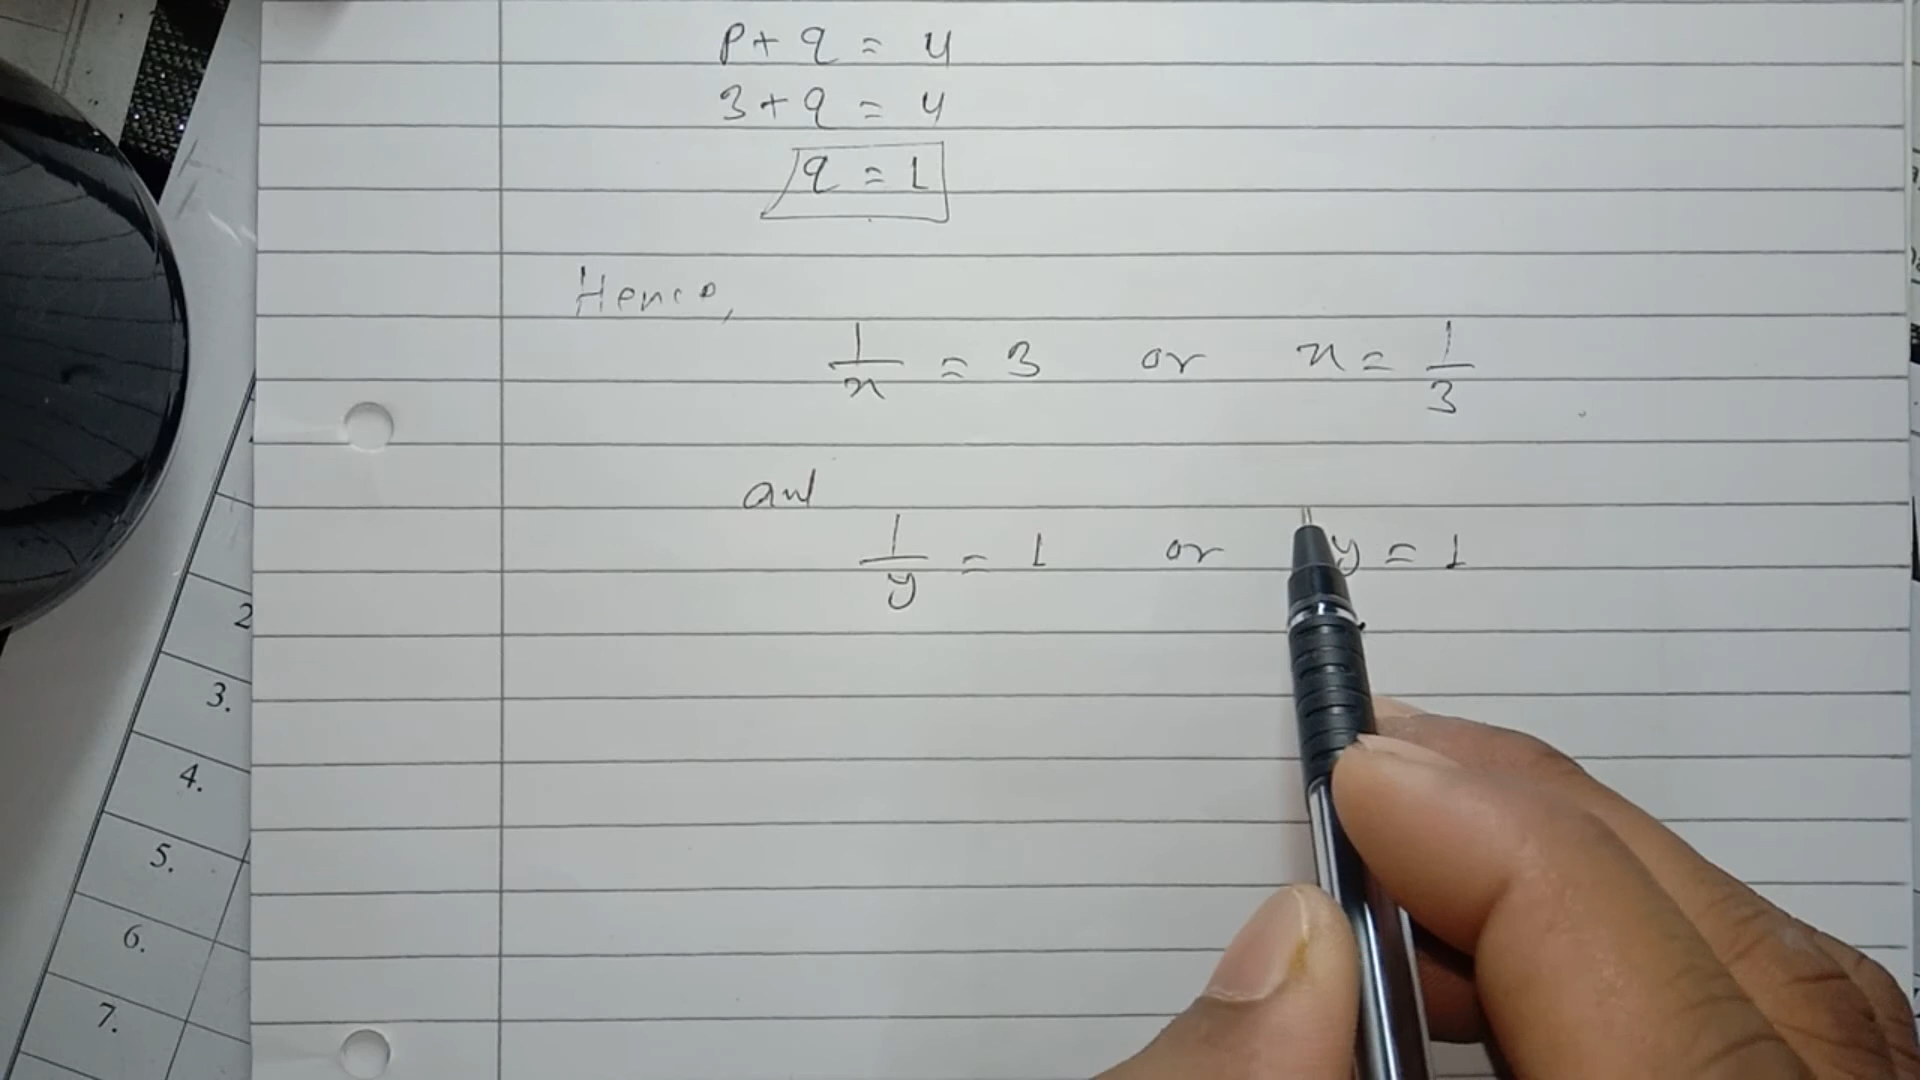 p + q = 4
3 + q = 4
q = 1
Hence,
1/x = 3 or x = 1/3
and
1/y = 1 or y = 1
2
3.
4.
5.
6.
7.